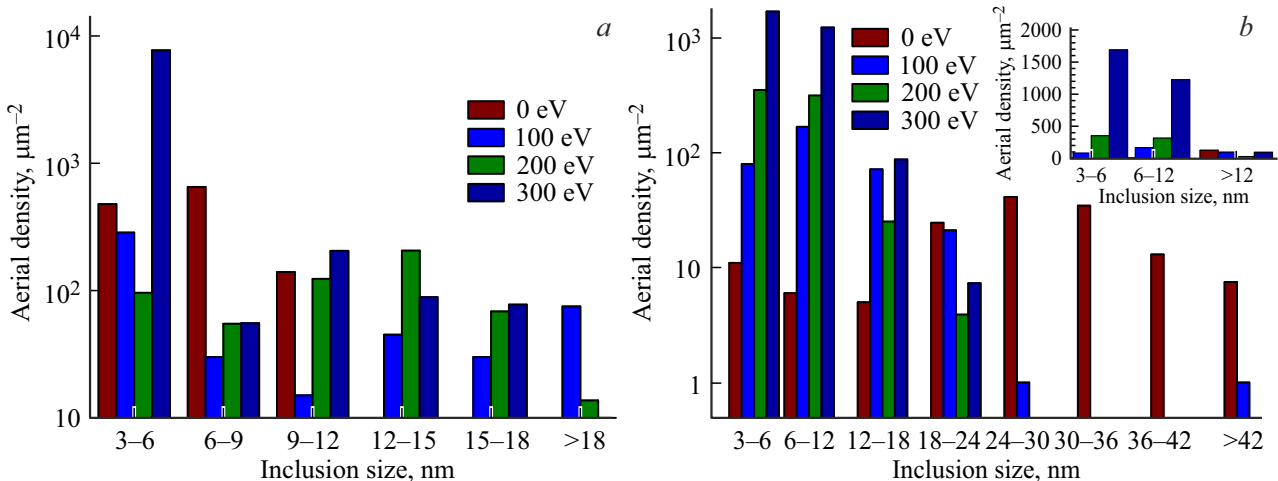 a
Aerial density, μm⁻²
10⁴
10³
10²
10
0 eV
100 eV
200 eV
300 eV
3–6 6–9 9–12 12–15 15–18 >18
Inclusion size, nm
b
Aerial density, μm⁻²
10³
10²
10
1
0 eV
100 eV
200 eV
300 eV
3–6 6–12 12–18 18–24 24–30 30–36 36–42 >42
Inclusion size, nm
Aerial density, μm⁻²
2000
1500
1000
500
0
3–6 6–12 >12
Inclusion size, nm